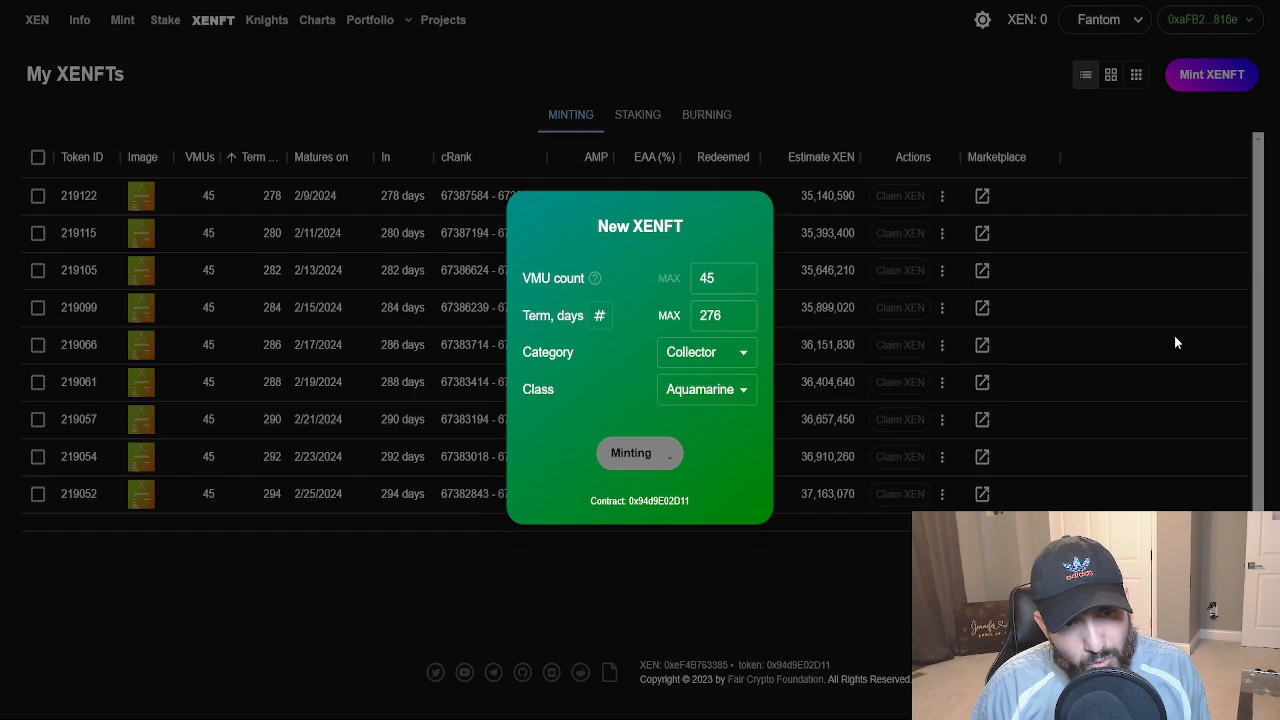 XEN Info Mint Stake XENFT Knights Charts Portfolio Projects XEN: 0 Fantom 0xaFB2...816e
My XENFTs Mint XENFT
MINTING STAKING BURNING
Token ID Image VMUs Term ... Matures on In cRank AMP EAA (%) Redeemed Estimate XEN Actions Marketplace
219122 45 278 2/9/2024 278 days 67387584 - 35,140,590 Claim XEN
219115 45 280 2/11/2024 280 days 67387194 - 35,393,400 Claim XEN
219105 45 282 2/13/2024 282 days 35,646,210 Claim XEN
219099 45 284 2/15/2024 284 days 67386239 - 35,899,020 Claim XEN
219066 45 286 2/17/2024 286 days 36,151,830 Claim XEN
219061 45 288 2/19/2024 288 days 67383414 - 36,404,640 Claim XEN
219057 45 290 2/21/2024 290 days 67383194 - 36,657,450 Claim XEN
219054 45 292 2/23/2024 292 days 67383018 - 36,910,260 Claim XEN
219052 45 294 2/25/2024 294 days 67382843 - 37,163,070 Claim XEN
New XENFT
VMU count ? MAX 45
Term, days # MAX 276
Category Collector
Class Aquamarine
Minting
Contract: 0x94d9E02D11
adidas
XEN: 0xeF4B763385 • token: 0x94d9E02D11
Copyright © 2023 by Fair Crypto Foundation. All Rights Reserved.